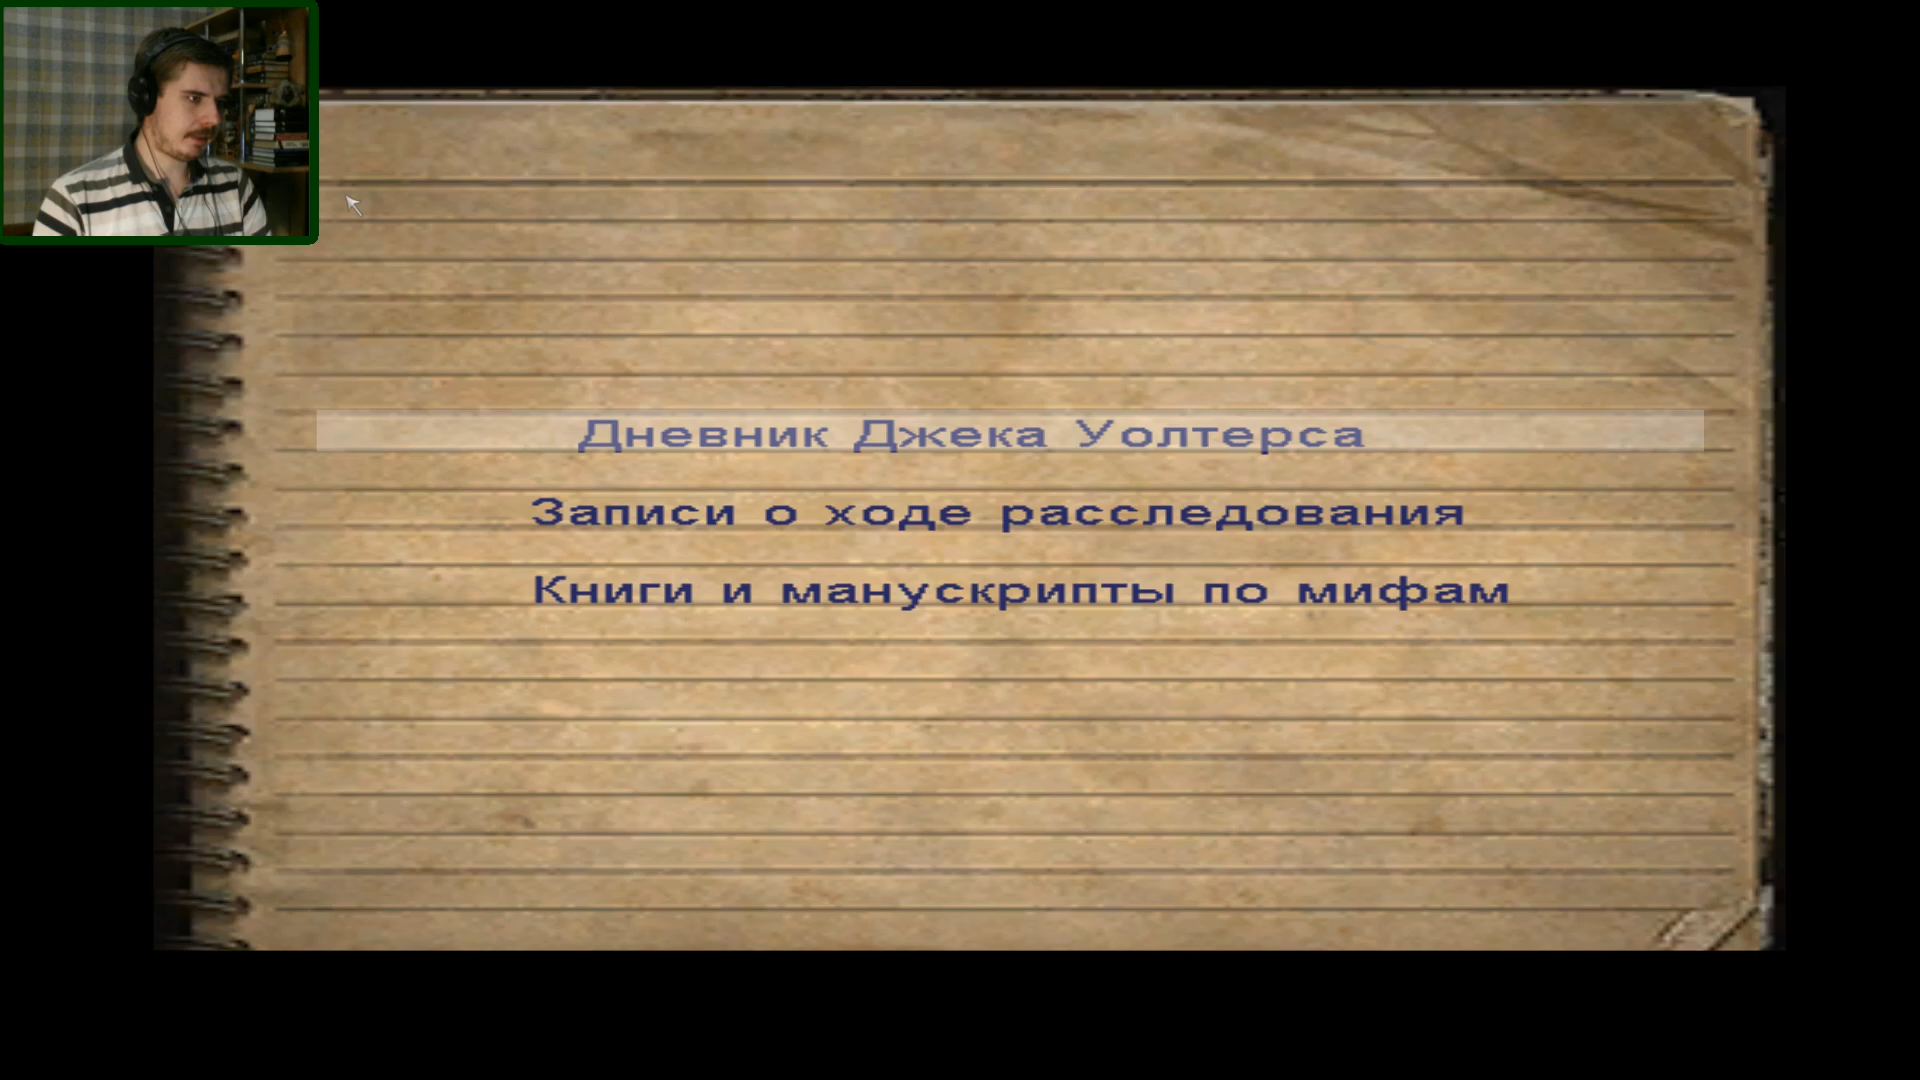 Дневник Джека Уолтерса
Записи о ходе расследования
Книги и манускрипты по мифам